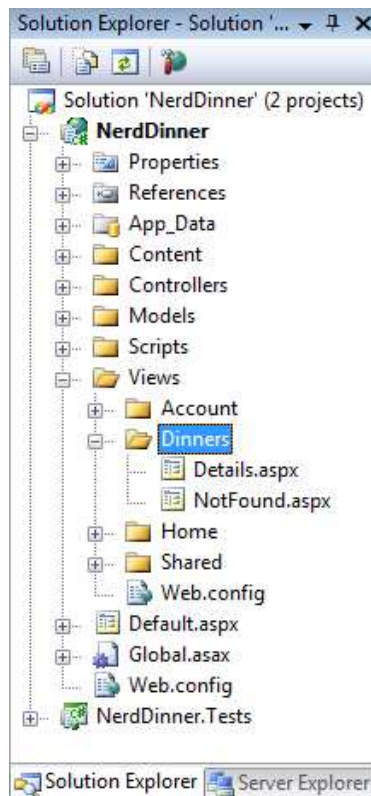 Solution Explorer - Solution '...
Solution 'NerdDinner' (2 projects)
NerdDinner
Properties
References
App_Data
Content
Controllers
Models
Scripts
Views
Account
Dinners
Details.aspx
NotFound.aspx
Home
Shared
Web.config
Default.aspx
Global.asax
Web.config
NerdDinner.Tests
Solution Explorer Server Explorer